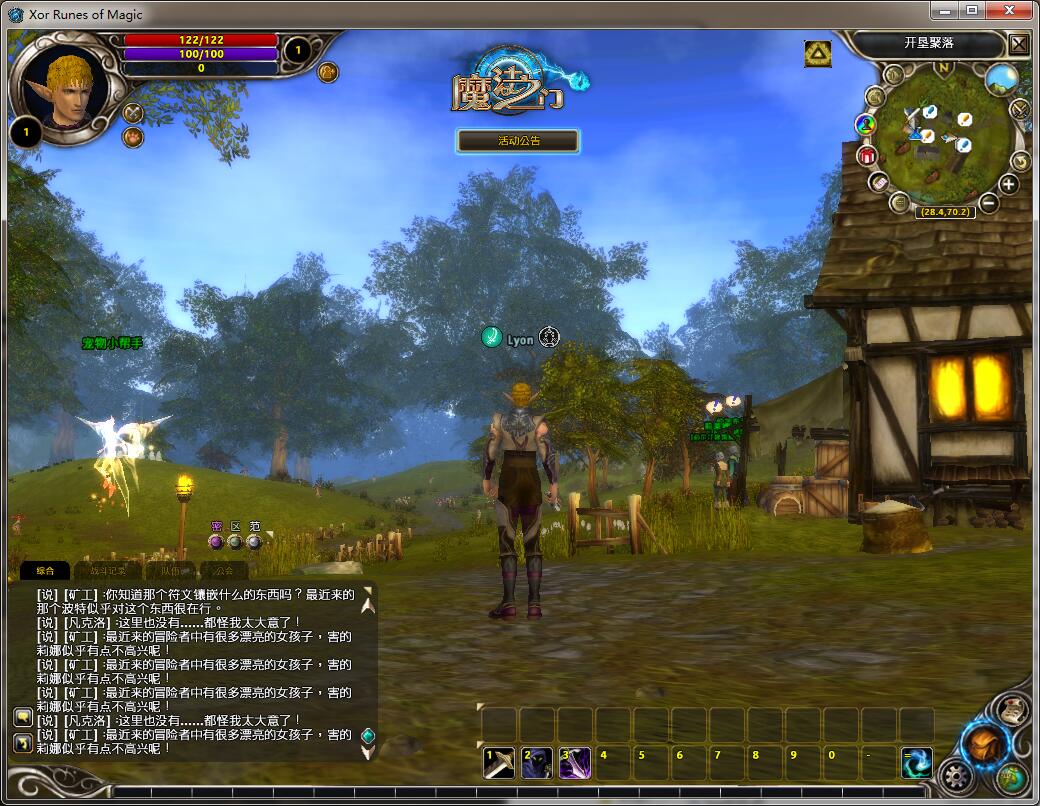 Xor Runes of Magic
122/122
100/100
0
1
1
魔法之门
活动公告
开垦聚落
N
(28.4,70.2)
宠物小帮手
Lyon
密 区 范
综合 战斗记录 队伍 公会
[说] [矿工] :你知道那个符文镶嵌什么的东西吗？最近来的
那个波特似乎对这个东西很在行。
[说] [凡克洛] :这里也没有......都怪我太大意了！
[说] [矿工] :最近来的冒险者中有很多漂亮的女孩子，害的
莉娜似乎有点不高兴呢！
[说] [矿工] :最近来的冒险者中有很多漂亮的女孩子，害的
莉娜似乎有点不高兴呢！
[说] [矿工] :最近来的冒险者中有很多漂亮的女孩子，害的
莉娜似乎有点不高兴呢！
[说] [凡克洛] :这里也没有......都怪我太大意了！
[说] [矿工] :最近来的冒险者中有很多漂亮的女孩子，害的
莉娜似乎有点不高兴呢！
1 2 3 4 5 6 7 8 9 0 - =